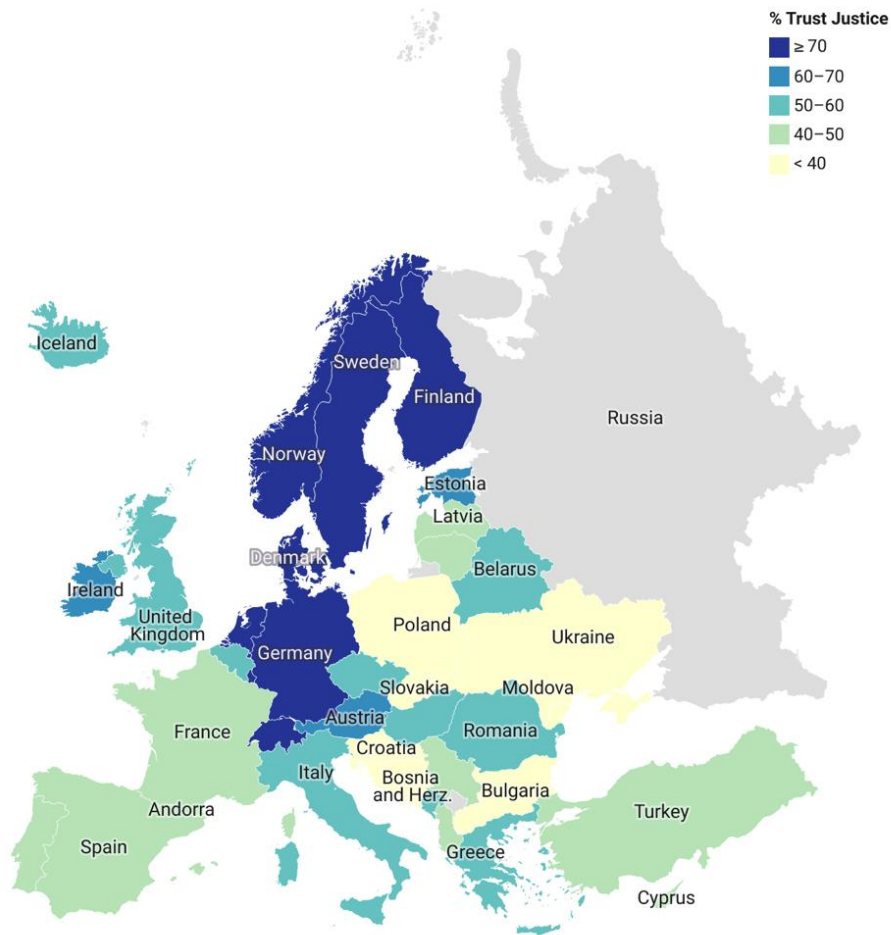 % Trust Justice
≥ 70
60–70
50–60
40–50
< 40
Iceland
Sweden
Finland
Russia
Norway
Estonia
Latvia
Denmark
Belarus
Ireland
United
Kingdom
Poland
Ukraine
Germany
Slovakia
Moldova
Austria
France
Romania
Croatia
Italy
Bosnia
and Herz.
Bulgaria
Andorra
Turkey
Spain
Greece
Cyprus